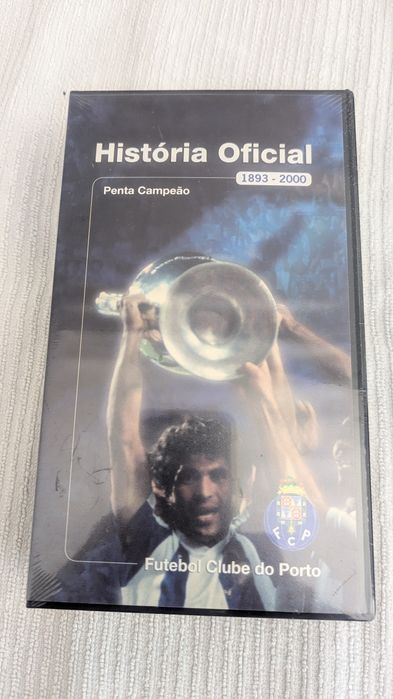 História Oficial
1893 - 2000
Penta Campeão
FCP
Futebol Clube do Porto